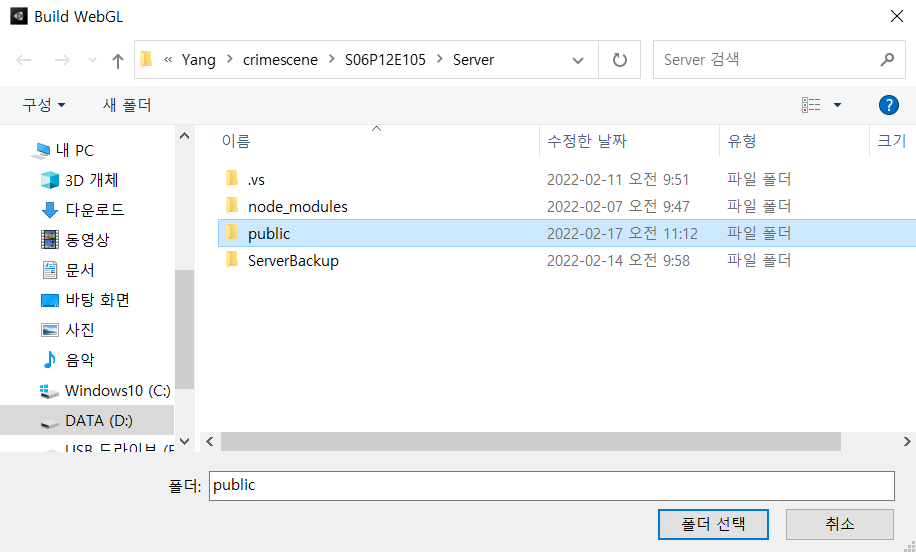 Build WebGL
« Yang > crimescene > S06P12E105 > Server
Server 검색
구성
새 폴더
?
내 PC
3D 개체
다운로드
동영상
문서
바탕 화면
사진
음악
Windows10 (C:)
DATA (D:)
이름 수정한 날짜 유형 크기
.vs 2022-02-11 오전 9:51 파일 폴더
node_modules 2022-02-07 오전 9:47 파일 폴더
public 2022-02-17 오전 11:12 파일 폴더
ServerBackup 2022-02-14 오전 9:58 파일 폴더
폴더: public
폴더 선택 취소